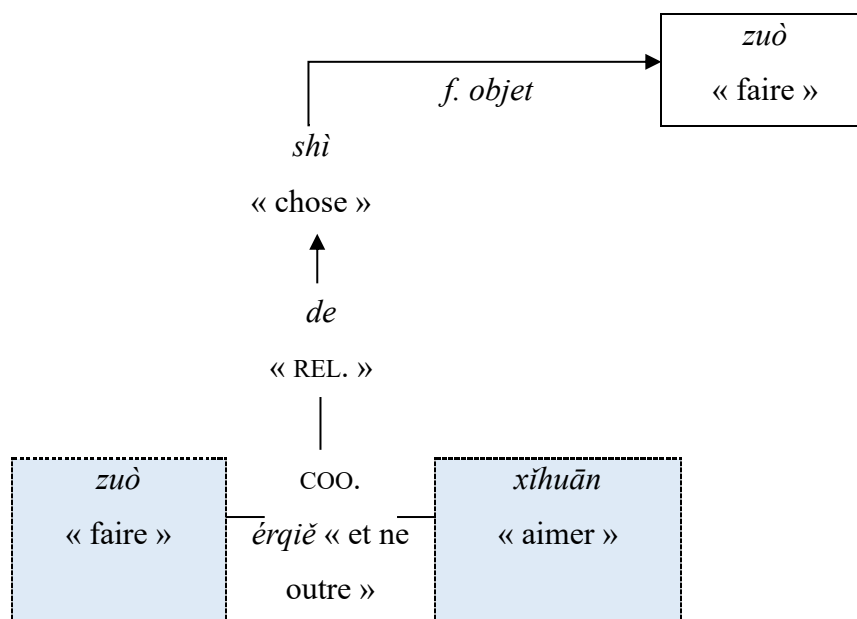 zuò
« faire »
f. objet
shì
« chose »
de
« REL. »
zuò
« faire »
COO.
érqiě « et ne
outre »
xǐhuān
« aimer »